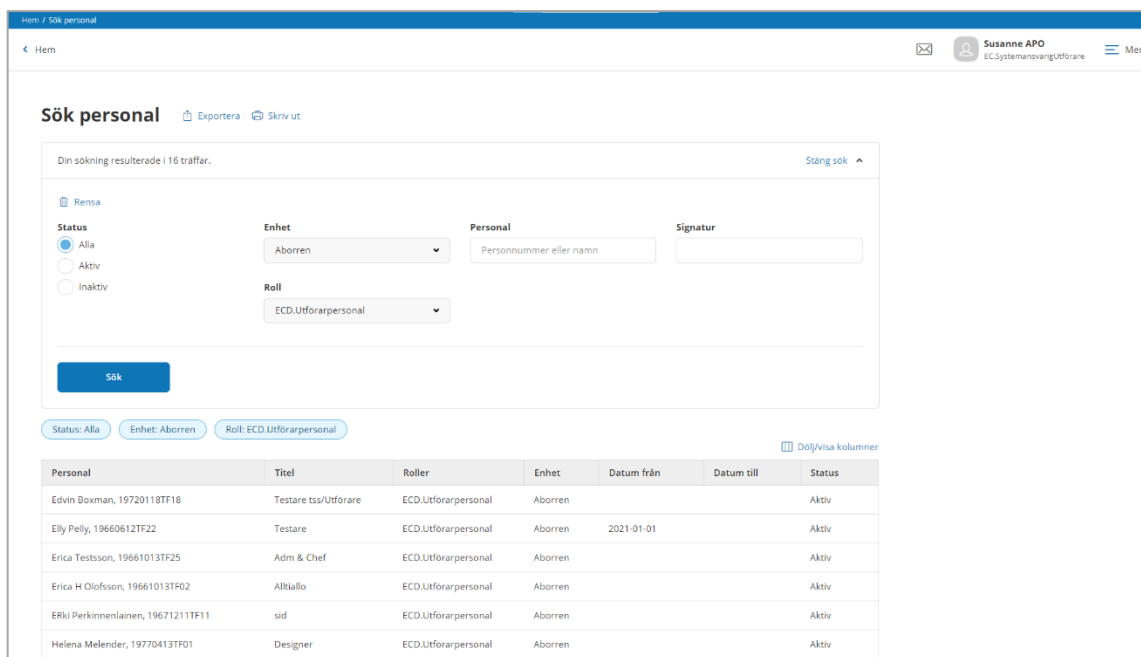 Hem / Sök personal
Hem
Susanne APO
EC.SystemansvarigUtförare
Sök personal Exportera Skriv ut
Din sökning resulterade i 16 träffar. Stäng sök
Rensa
Status Enhet Personal Signatur
Alla Aborren Personnummer eller namn
Aktiv
Inaktiv Roll
ECD.Utförarpersonal
Sök
Status: Alla Enhet: Aborren Roll: ECD.Utförarpersonal
Dölj/visa kolumner
Personal Titel Roller Enhet Datum från Datum till Status
Edvin Boxman, 19720118TF18 Testare tss/Utförare ECD.Utförarpersonal Aborren Aktiv
Elly Pelly, 19660612TF22 Testare ECD.Utförarpersonal Aborren 2021-01-01 Aktiv
Erica Testsson, 19661013TF25 Adm & Chef ECD.Utförarpersonal Aborren Aktiv
Erica H Olofsson, 19661013TF02 Alltiallo ECD.Utförarpersonal Aborren Aktiv
ERki Perkinnenlainen, 19671211TF11 sid ECD.Utförarpersonal Aborren Aktiv
Helena Melender, 19770413TF01 Designer ECD.Utförarpersonal Aborren Aktiv